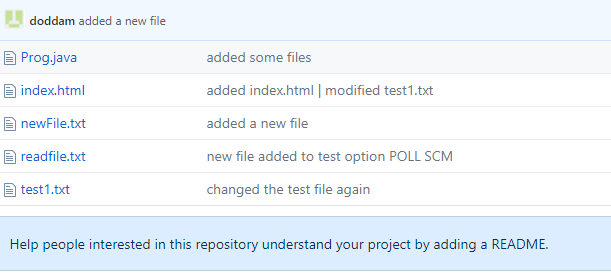 doddam added a new file
Prog.java added some files
index.html added index.html | modified test1.txt
newFile.txt added a new file
readfile.txt new file added to test option POLL SCM
test1.txt changed the test file again
Help people interested in this repository understand your project by adding a README.